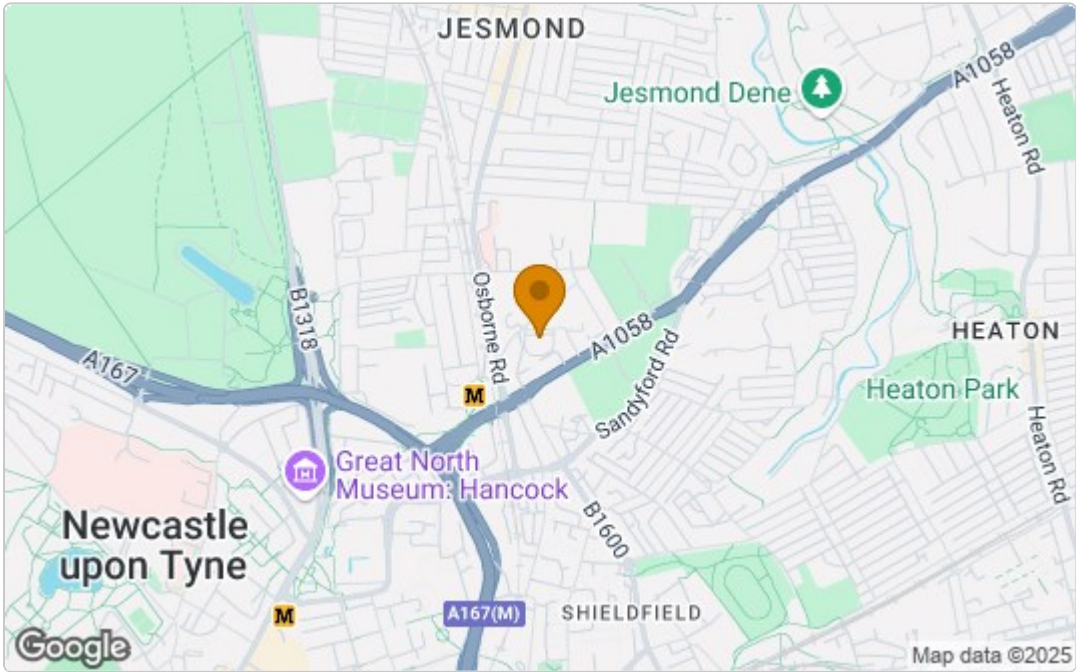 JESMOND
Jesmond Dene
A1058
Heaton Rd
B1318
Osborne Rd
A1058
Sandyford Rd
HEATON
A167
Heaton Park
M
Great North
Museum: Hancock
Heaton Rd
Newcastle
upon Tyne
B1600
M
A167(M)
SHIELDFIELD
Google
Map data ©2025